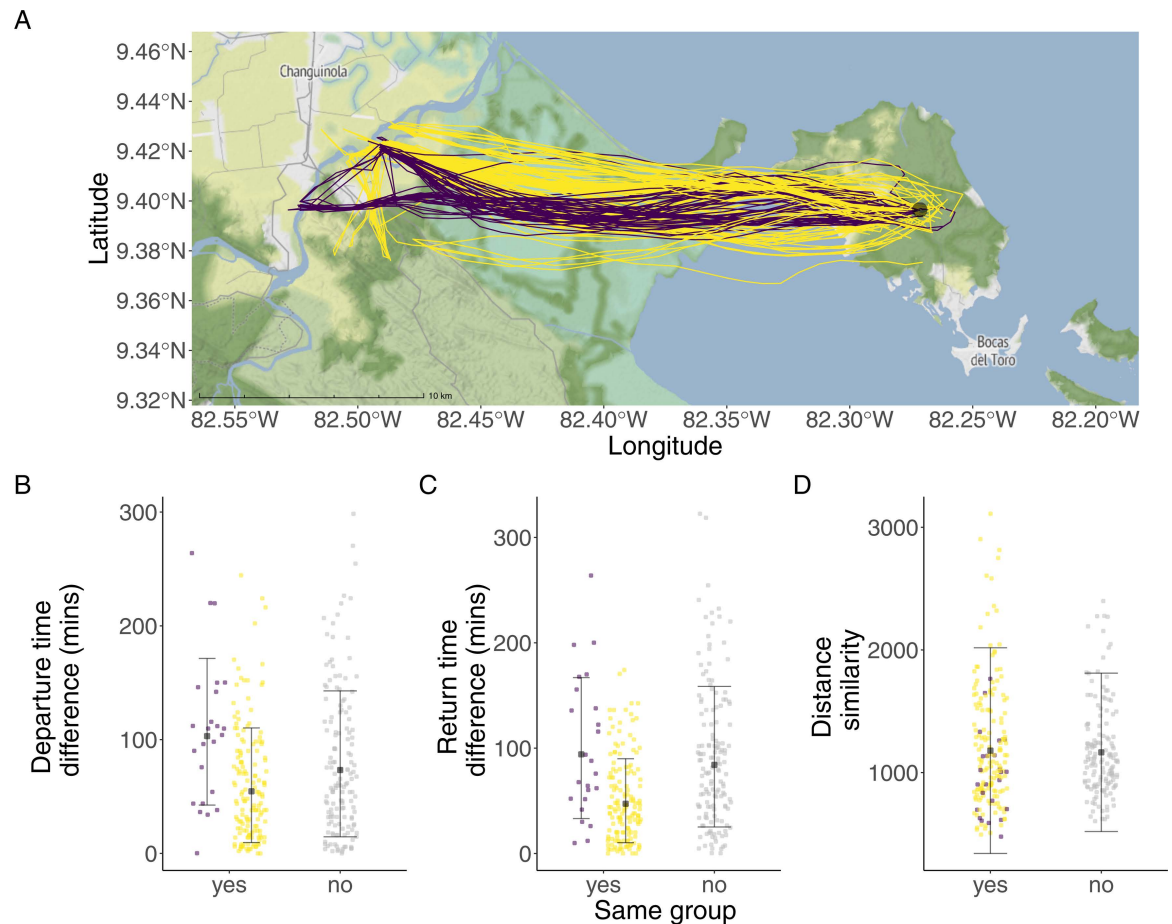 A
9.46°N
9.44°N
9.42°N
9.40°N
9.38°N
9.36°N
9.34°N
9.32°N
Latitude
Changuinola
Bocas
del Toro
10 km
82.55°W
82.50°W
82.45°W
82.40°W
82.35°W
82.30°W
82.25°W
82.20°W
Longitude
B
Departure time
difference (mins)
300
200
100
0
yes
no
C
Return time
difference (mins)
300
200
100
0
yes
no
Same group
D
Distance
similarity
3000
2000
1000
yes
no